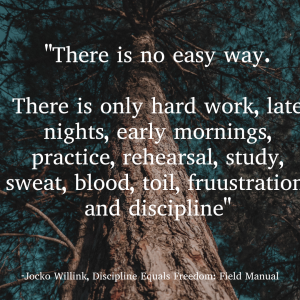 "There is no easy way.
There is only hard work, late
nights, early mornings,
practice, rehearsal, study,
sweat, blood, toil, fruustration
and discipline"
-Jocko Willink, Discipline Equals Freedom: Field Manual